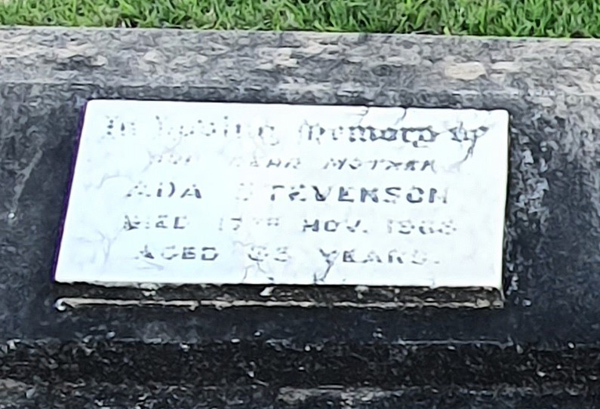 In Loving Memory of
OUR DEAR MOTHER
ADA STEVENSON
DIED 17TH NOV.
AGED YEARS.